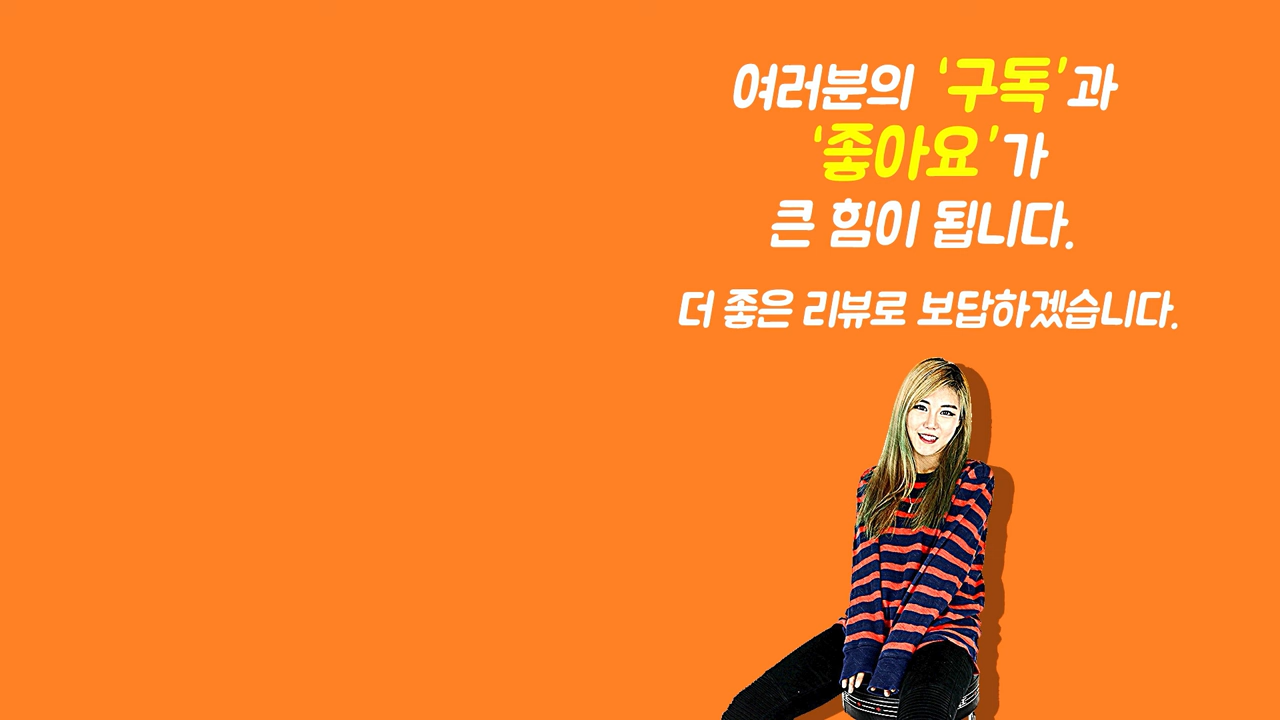 여러분의 '구독'과
'좋아요'가
큰 힘이 됩니다.
더 좋은 리뷰로 보답하겠습니다.